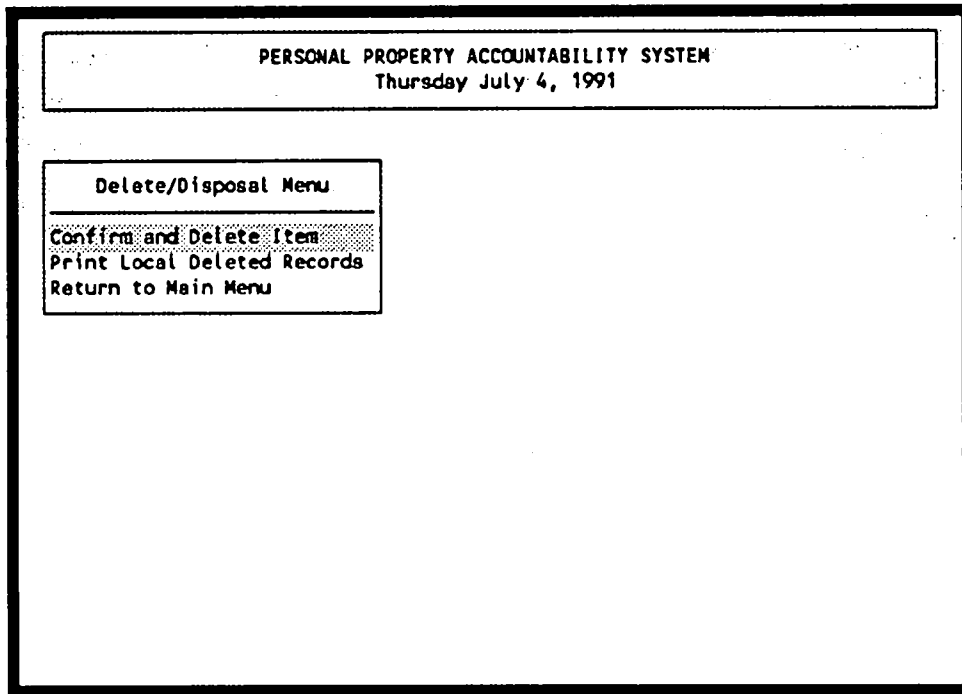 PERSONAL PROPERTY ACCOUNTABILITY SYSTEM
Thursday July 4, 1991
Delete/Disposal Menu
Confirm and Delete Item
Print Local Deleted Records
Return to Main Menu